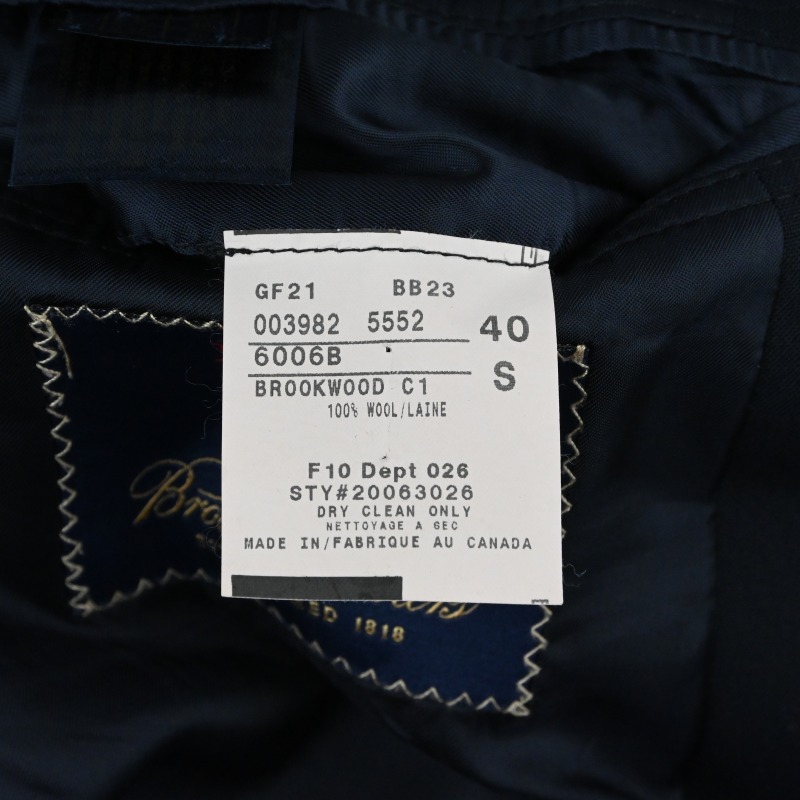 GF21 BB23
003982 5552 40
6006B
BROOKWOOD C1 S
100% WOOL/LAINE
F10 Dept 026
STY#20063026
DRY CLEAN ONLY
NETTOYAGE A SEC
MADE IN/FABRIQUE AU CANADA
1818